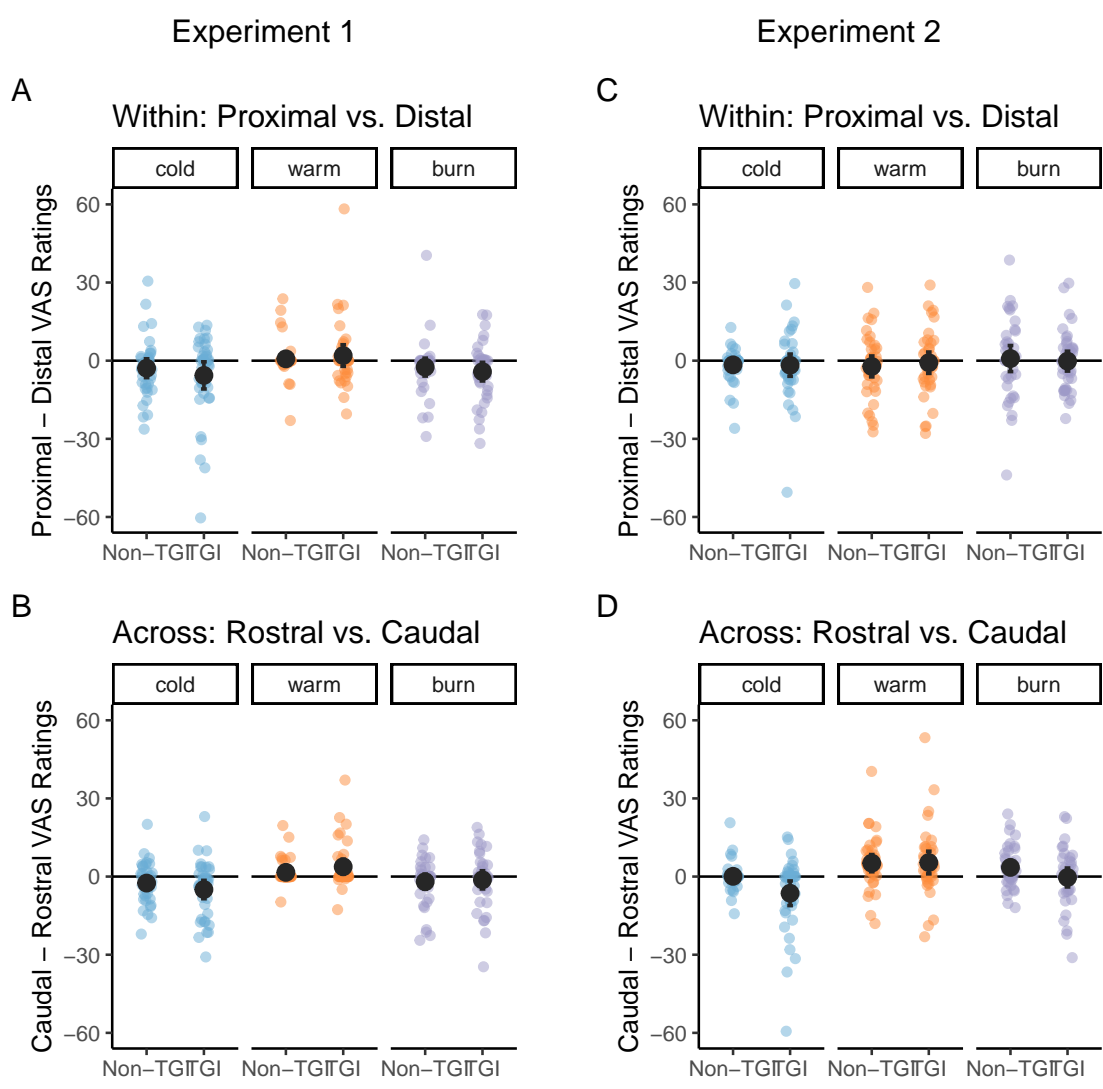 Experiment 1
Experiment 2
A
Within: Proximal vs. Distal
cold warm burn
Proximal − Distal VAS Ratings
60
30
0
−30
−60
Non−TGI TGI Non−TGI TGI Non−TGI TGI
C
Within: Proximal vs. Distal
cold warm burn
Proximal − Distal VAS Ratings
60
30
0
−30
−60
Non−TGI TGI Non−TGI TGI Non−TGI TGI
B
Across: Rostral vs. Caudal
cold warm burn
Caudal − Rostral VAS Ratings
60
30
0
−30
−60
Non−TGI TGI Non−TGI TGI Non−TGI TGI
D
Across: Rostral vs. Caudal
cold warm burn
Caudal − Rostral VAS Ratings
60
30
0
−30
−60
Non−TGI TGI Non−TGI TGI Non−TGI TGI